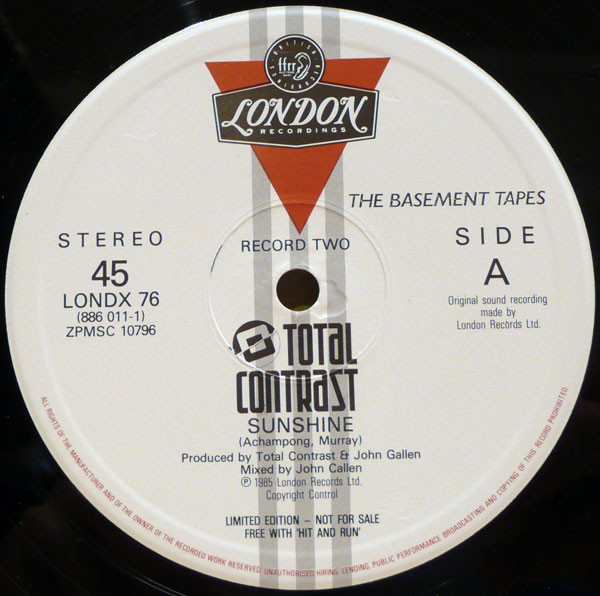 BRITISH
ffrr
RECORDINGS
LONDON
RECORDINGS
THE BASEMENT TAPES
STEREO
45
LONDX 76
(886 011-1)
ZPMSC 10796
RECORD TWO
SIDE
A
Original sound recording
made by
London Records Ltd.
TOTAL
CONTRAST
SUNSHINE
(Achampong, Murray)
Produced by Total Contrast & John Gallen
Mixed by John Callen
℗ 1985 London Records Ltd.
Copyright Control
LIMITED EDITION – NOT FOR SALE
FREE WITH 'HIT AND RUN'
ALL RIGHTS OF THE MANUFACTURER AND OF THE OWNER OF THE RECORDED WORK RESERVED. UNAUTHORISED HIRING, LENDING, PUBLIC PERFORMANCE BROADCASTING AND COPYING OF THIS RECORD PROHIBITED